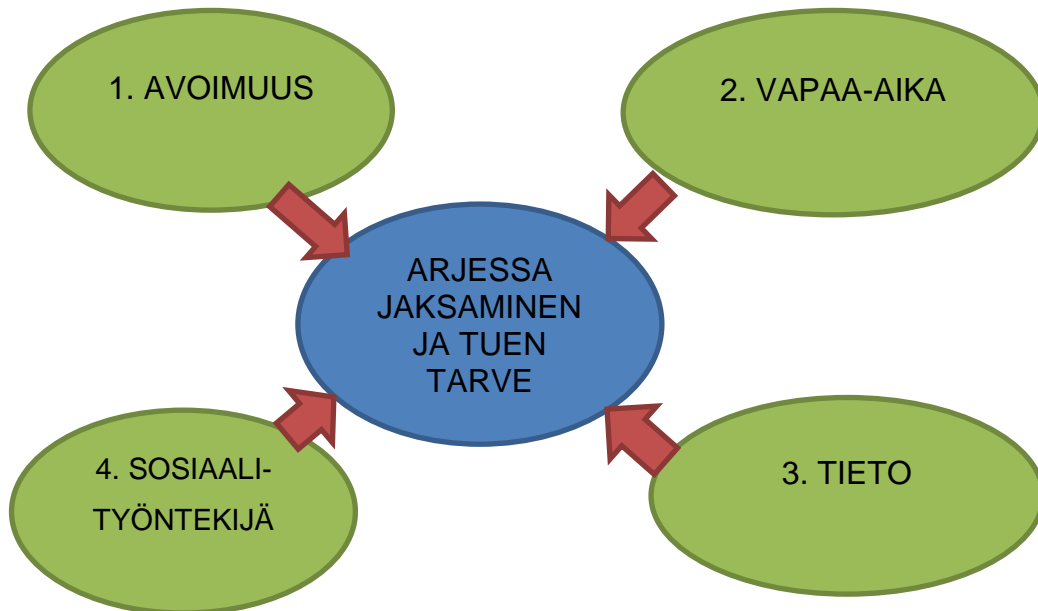 1. AVOIMUUS
2. VAPAA-AIKA
ARJESSA
JAKSAMINEN
JA TUEN
TARVE
4. SOSIAALI-
TYÖNTEKIJÄ
3. TIETO